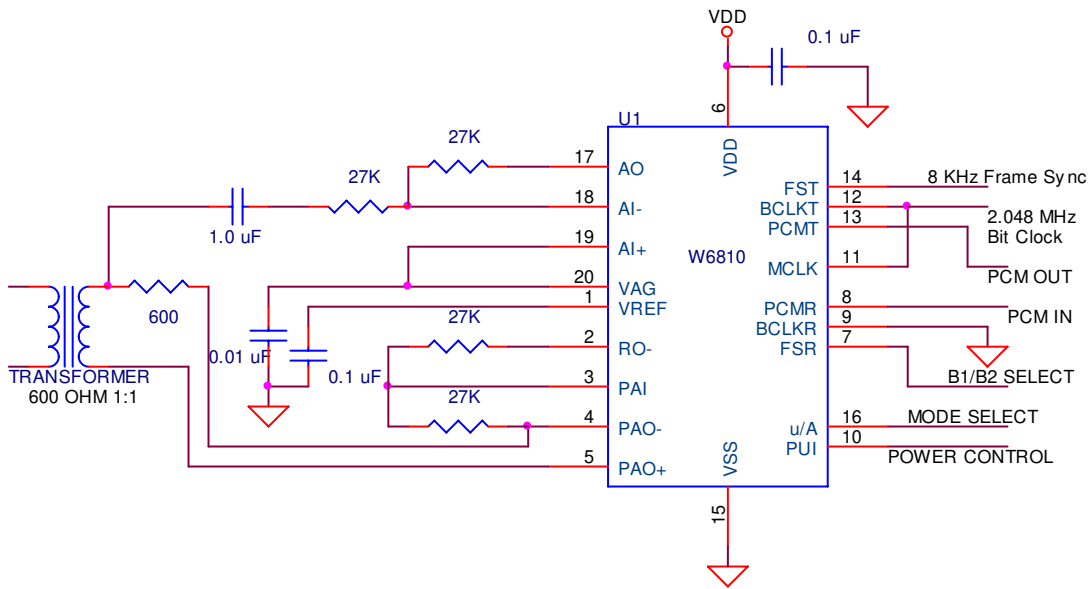 VDD
0.1 uF
6
U1
VDD
27K
17
AO
27K
18
AI-
1.0 uF
19
AI+
W6810
20
VAG
600
1
VREF
27K
2
RO-
0.01 uF
0.1 uF
3
PAI
TRANSFORMER
600 OHM 1:1
27K
4
PAO-
5
PAO+
VSS
15
FST
14
8 KHz Frame Sync
BCLKT
12
2.048 MHz
Bit Clock
PCMT
13
MCLK
11
PCM OUT
PCMR
8
PCM IN
BCLKR
9
FSR
7
B1/B2 SELECT
u/A
16
MODE SELECT
PUI
10
POWER CONTROL